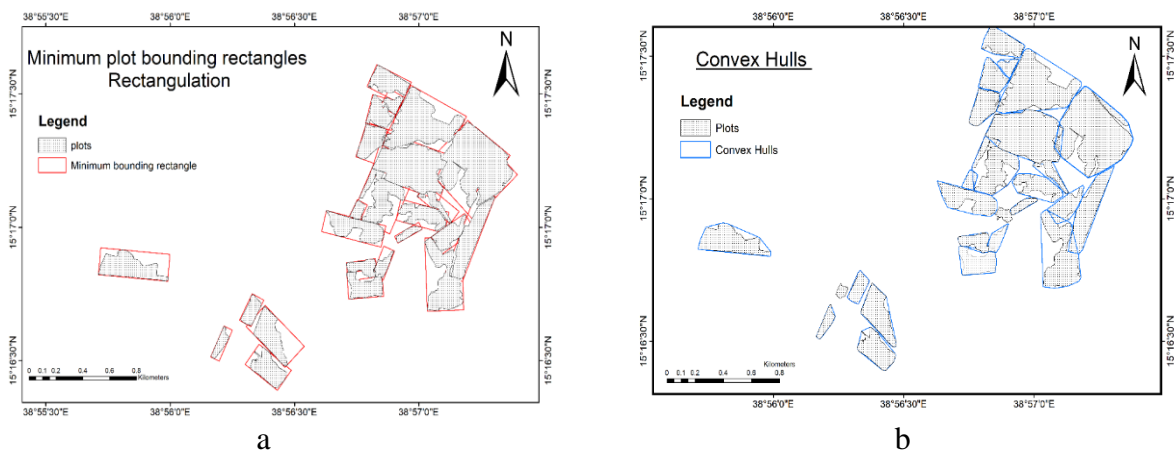 38°55'30"E 38°56'0"E 38°56'30"E 38°57'0"E
Minimum plot bounding rectangles
Rectangulation
N
Legend
plots
Minimum bounding rectangle
15°17'30"N
15°17'0"N
15°16'30"N
15°17'30"N
15°17'0"N
15°16'30"N
0 0.1 0.2 0.4 0.6 0.8
Kilometers
38°55'30"E 38°56'0"E 38°56'30"E 38°57'0"E
a
38°56'0"E 38°56'30"E 38°57'0"E
Convex Hulls
N
Legend
Plots
Convex Hulls
15°17'30"N
15°17'0"N
15°16'30"N
15°17'30"N
15°17'0"N
15°16'30"N
Kilometers
0 0.1 0.2 0.4 0.6 0.8
38°56'0"E 38°56'30"E 38°57'0"E
b